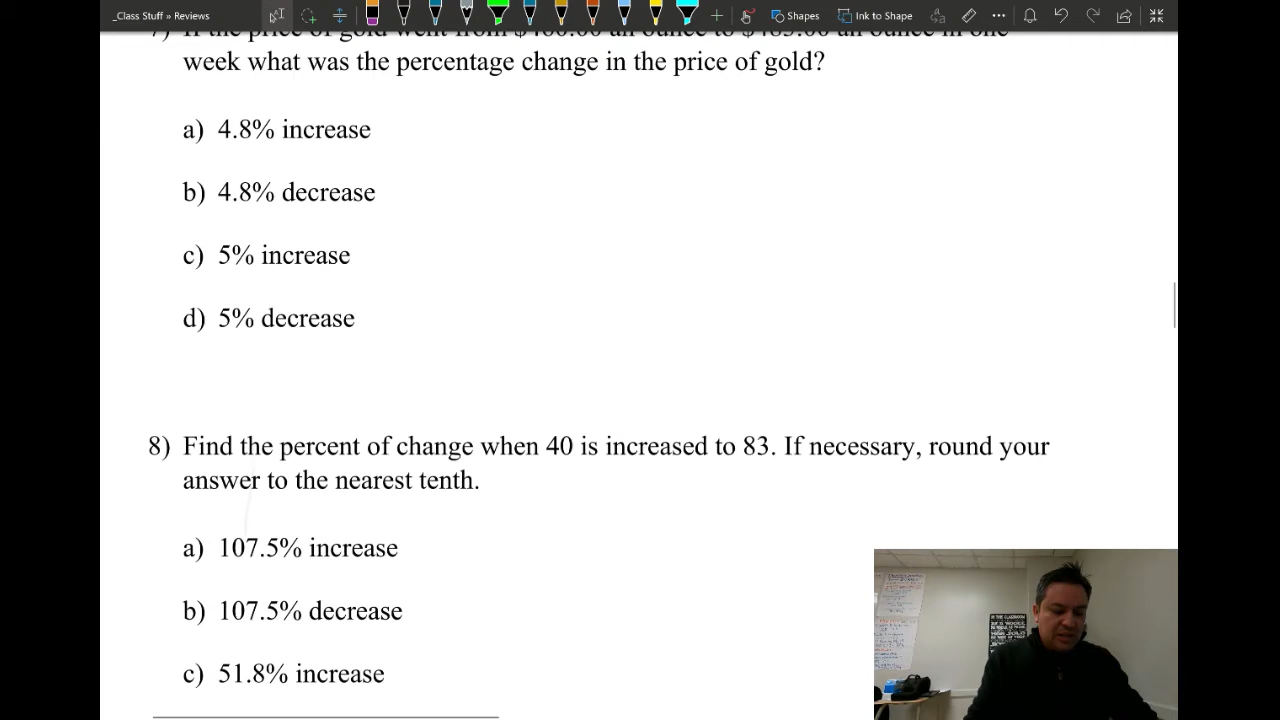 _Class Stuff » Reviews
Shapes
Ink to Shape
week what was the percentage change in the price of gold?
a) 4.8% increase
b) 4.8% decrease
c) 5% increase
d) 5% decrease
8) Find the percent of change when 40 is increased to 83. If necessary, round your
answer to the nearest tenth.
a) 107.5% increase
b) 107.5% decrease
c) 51.8% increase